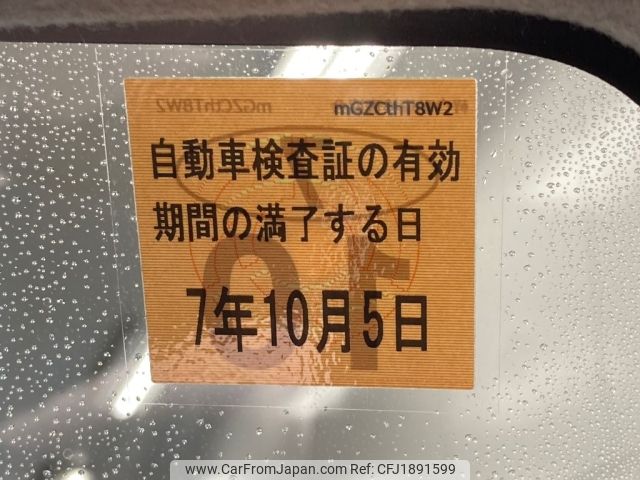 mGZCthT8W2
自動車検査証の有効
期間の満了する日
7年10月5日
www.CarFromJapan.com | ID: CFJ1891599